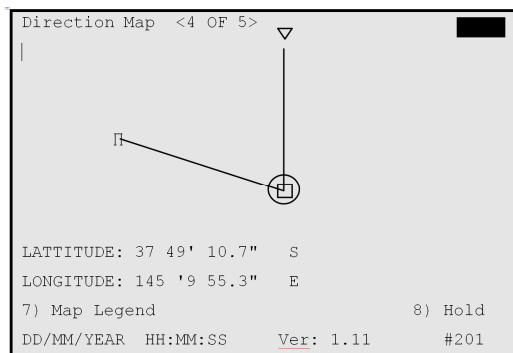 Direction Map <4 OF 5>
LATTITUDE: 37 49' 10.7" S
LONGITUDE: 145 '9 55.3" E
7) Map Legend 8) Hold
DD/MM/YEAR HH:MM:SS Ver: 1.11 #201